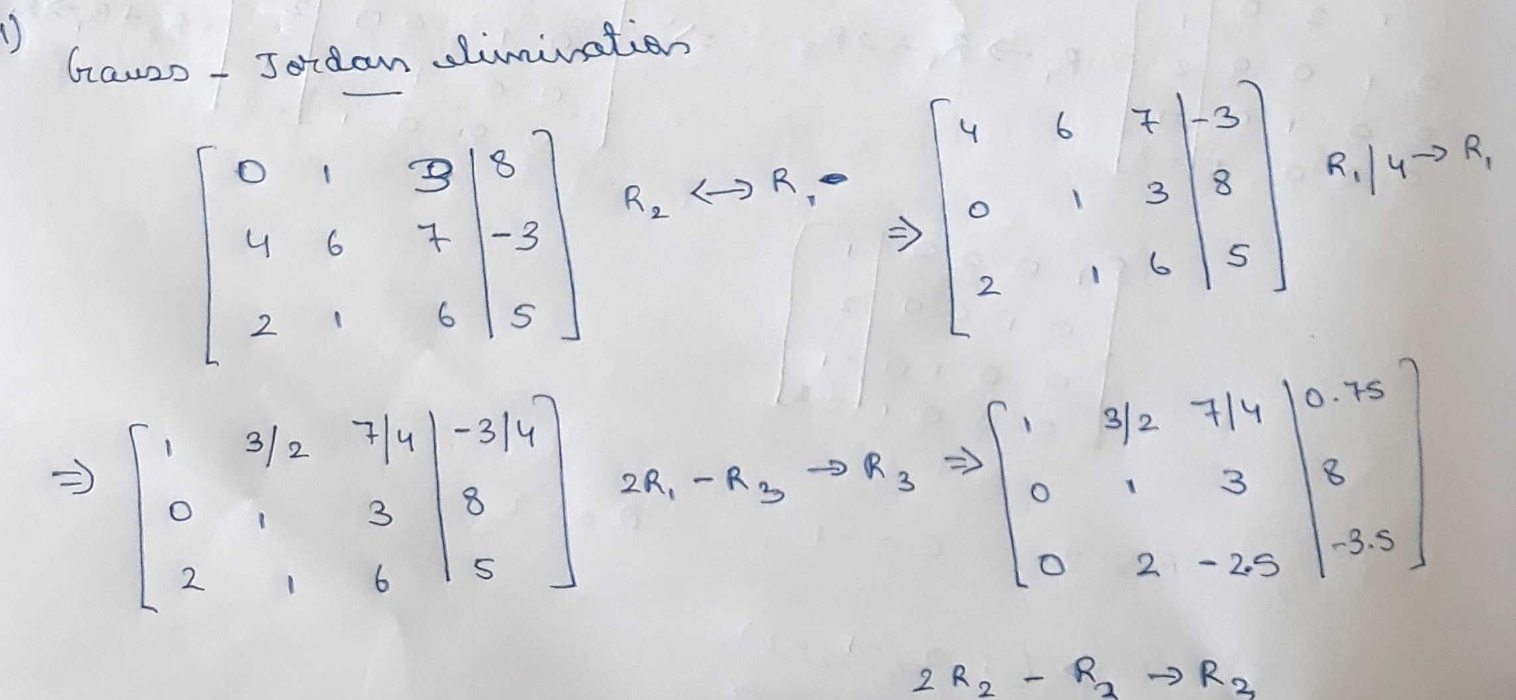 1)
Gauss - Jordan elimination
[ 0 1 3 | 8 ] R₂ ↔ R₁ ⇒ [ 4 6 7 | -3 ] R₁/4 → R₁
[ 4 6 7 | -3 ] [ 0 1 3 | 8 ]
[ 2 1 6 | 5 ] [ 2 1 6 | 5 ]
⇒ [ 1 3/2 7/4 | -3/4 ] 2R₁ - R₃ → R₃ ⇒ [ 1 3/2 7/4 | 0.75 ]
[ 0 1 3 | 8 ] [ 0 1 3 | 8 ]
[ 2 1 6 | 5 ] [ 0 2 -2.5 | -3.5 ]
2R₂ - R₃ → R₃